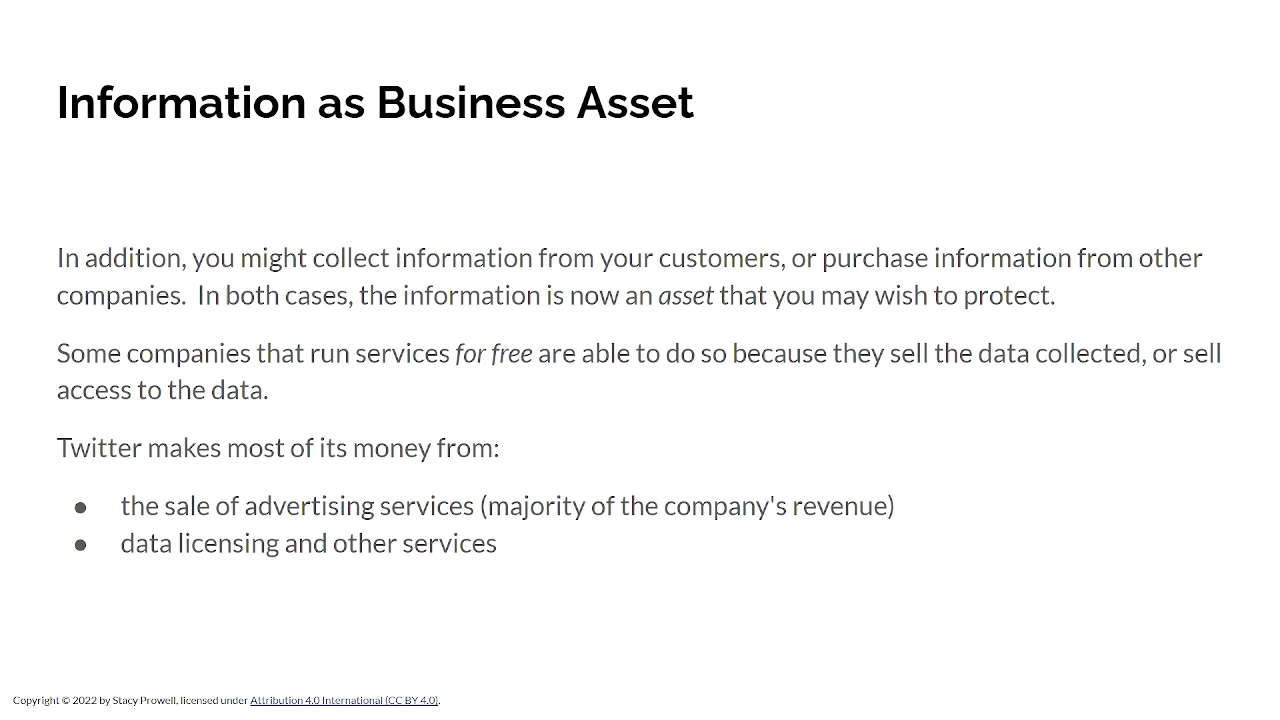 Information as Business Asset
In addition, you might collect information from your customers, or purchase information from other
companies.  In both cases, the information is now an asset that you may wish to protect.
Some companies that run services for free are able to do so because they sell the data collected, or sell
access to the data.
Twitter makes most of its money from:
● the sale of advertising services (majority of the company's revenue)
● data licensing and other services
Copyright © 2022 by Stacy Prowell, licensed under Attribution 4.0 International (CC BY 4.0).